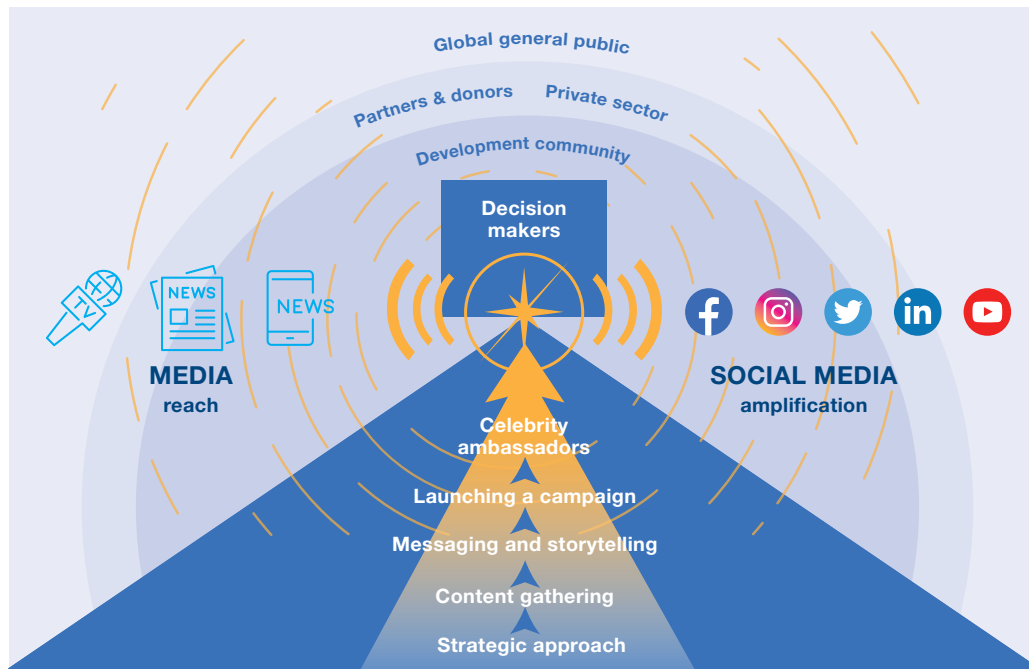 Global general public
Partners & donors
Private sector
Development community
Decision
makers
TV
NEWS
NEWS
MEDIA
reach
SOCIAL MEDIA
amplification
Celebrity
ambassadors
Launching a campaign
Messaging and storytelling
Content gathering
Strategic approach